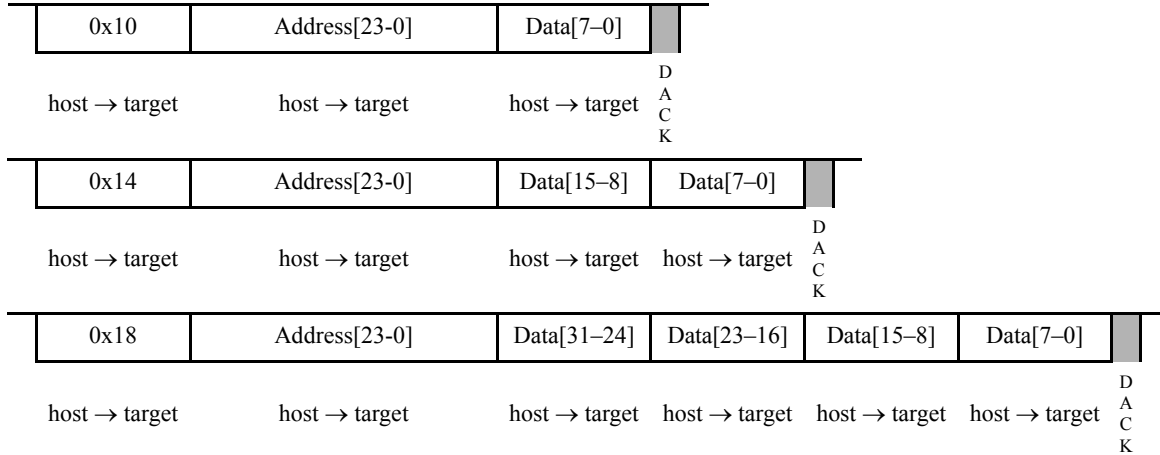 0x10 Address[23-0] Data[7–0]
host → target host → target host → target
D
A
C
K
0x14 Address[23-0] Data[15–8] Data[7–0]
host → target host → target host → target host → target
D
A
C
K
0x18 Address[23-0] Data[31–24] Data[23–16] Data[15–8] Data[7–0]
host → target host → target host → target host → target host → target host → target
D
A
C
K